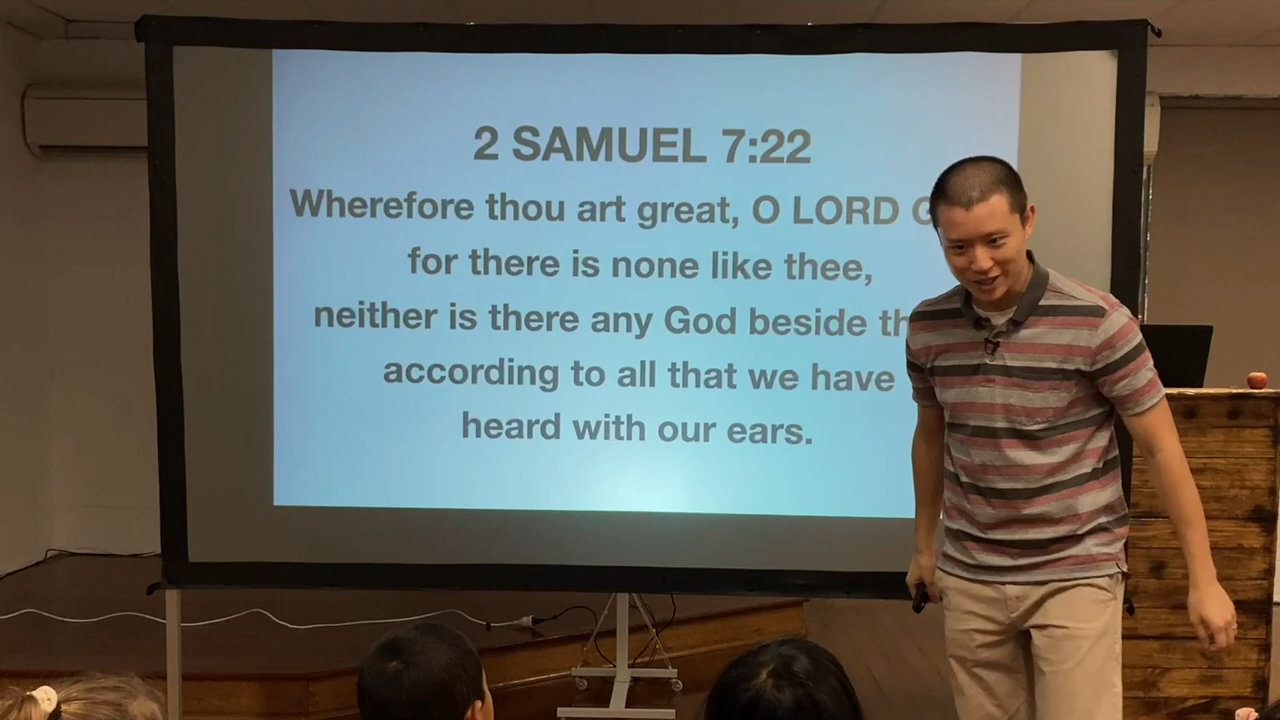 2 SAMUEL 7:22
Wherefore thou art great, O LORD
for there is none like thee,
neither is there any God beside
according to all that we have
heard with our ears.